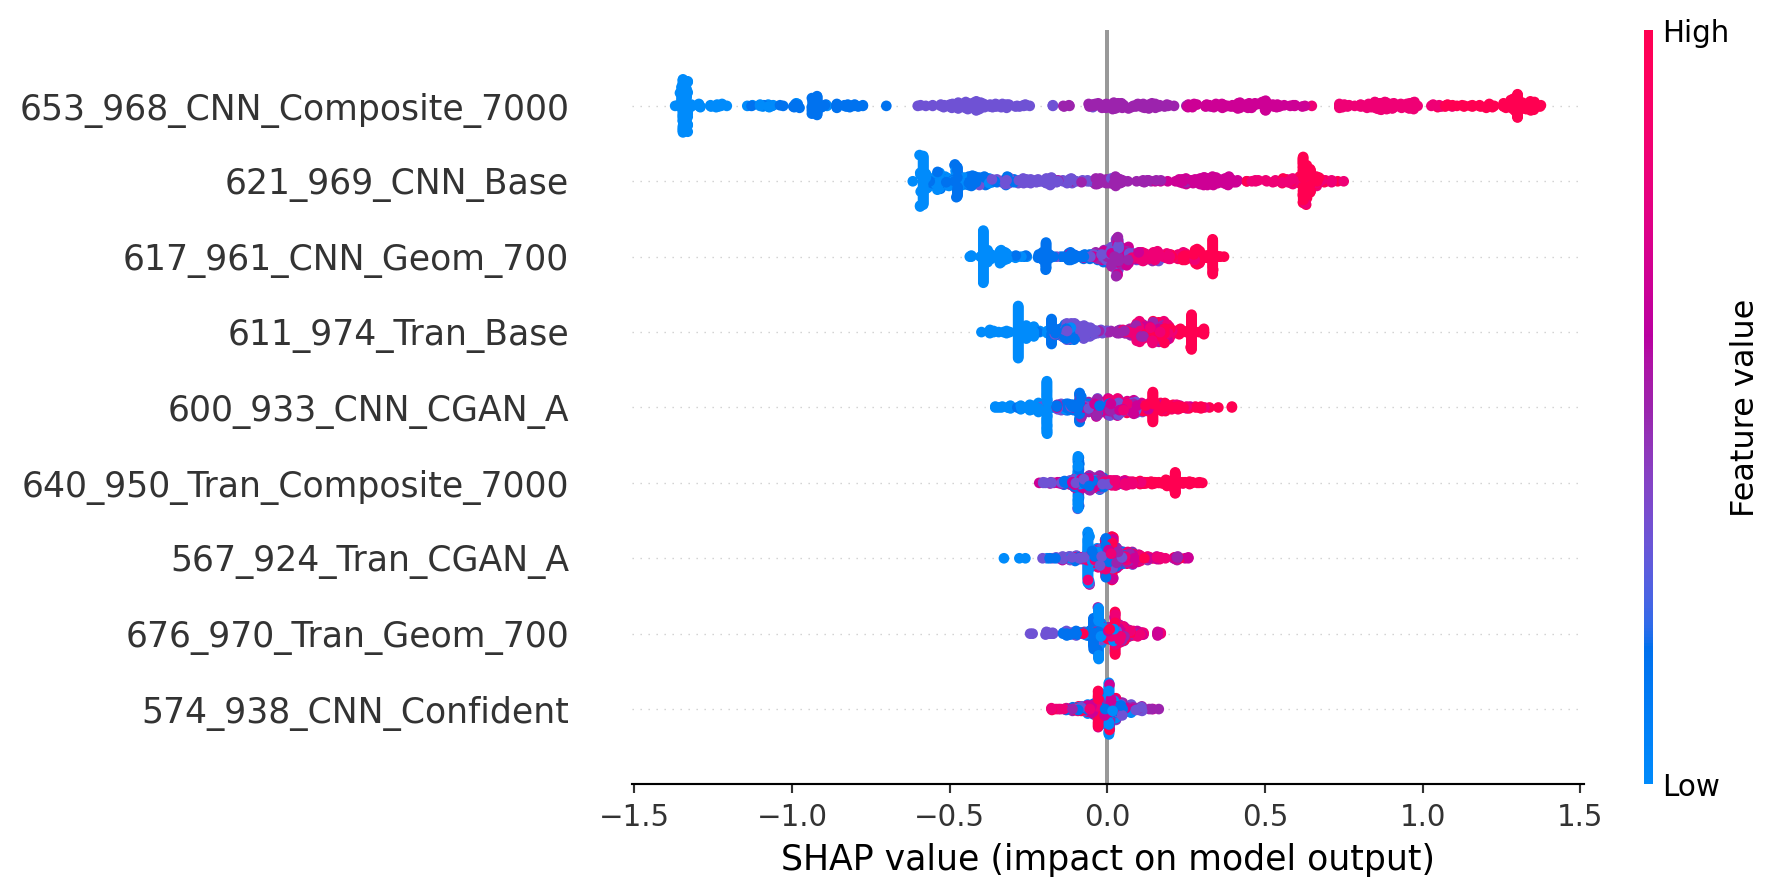 High
653_968_CNN_Composite_7000
621_969_CNN_Base
617_961_CNN_Geom_700
611_974_Tran_Base
600_933_CNN_CGAN_A
640_950_Tran_Composite_7000
567_924_Tran_CGAN_A
676_970_Tran_Geom_700
574_938_CNN_Confident
Feature value
Low
−1.5 −1.0 −0.5 0.0 0.5 1.0 1.5
SHAP value (impact on model output)